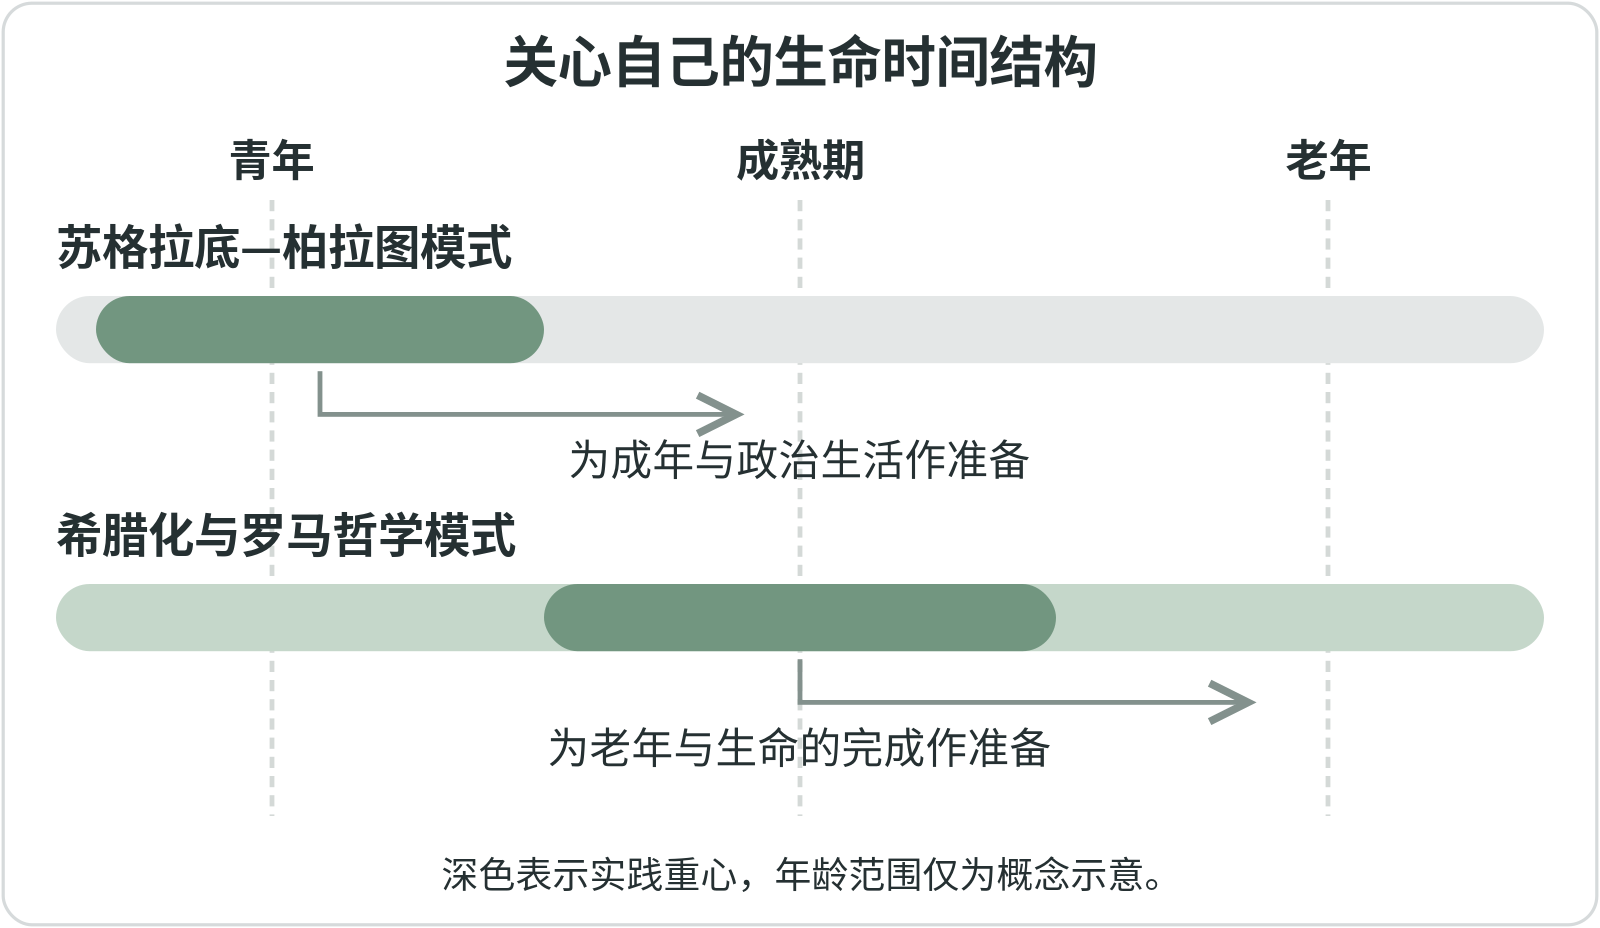 关心自己的生命时间结构
青年
成熟期
老年
苏格拉底—柏拉图模式
为成年与政治生活作准备
希腊化与罗马哲学模式
为老年与生命的完成作准备
深色表示实践重心，年龄范围仅为概念示意。